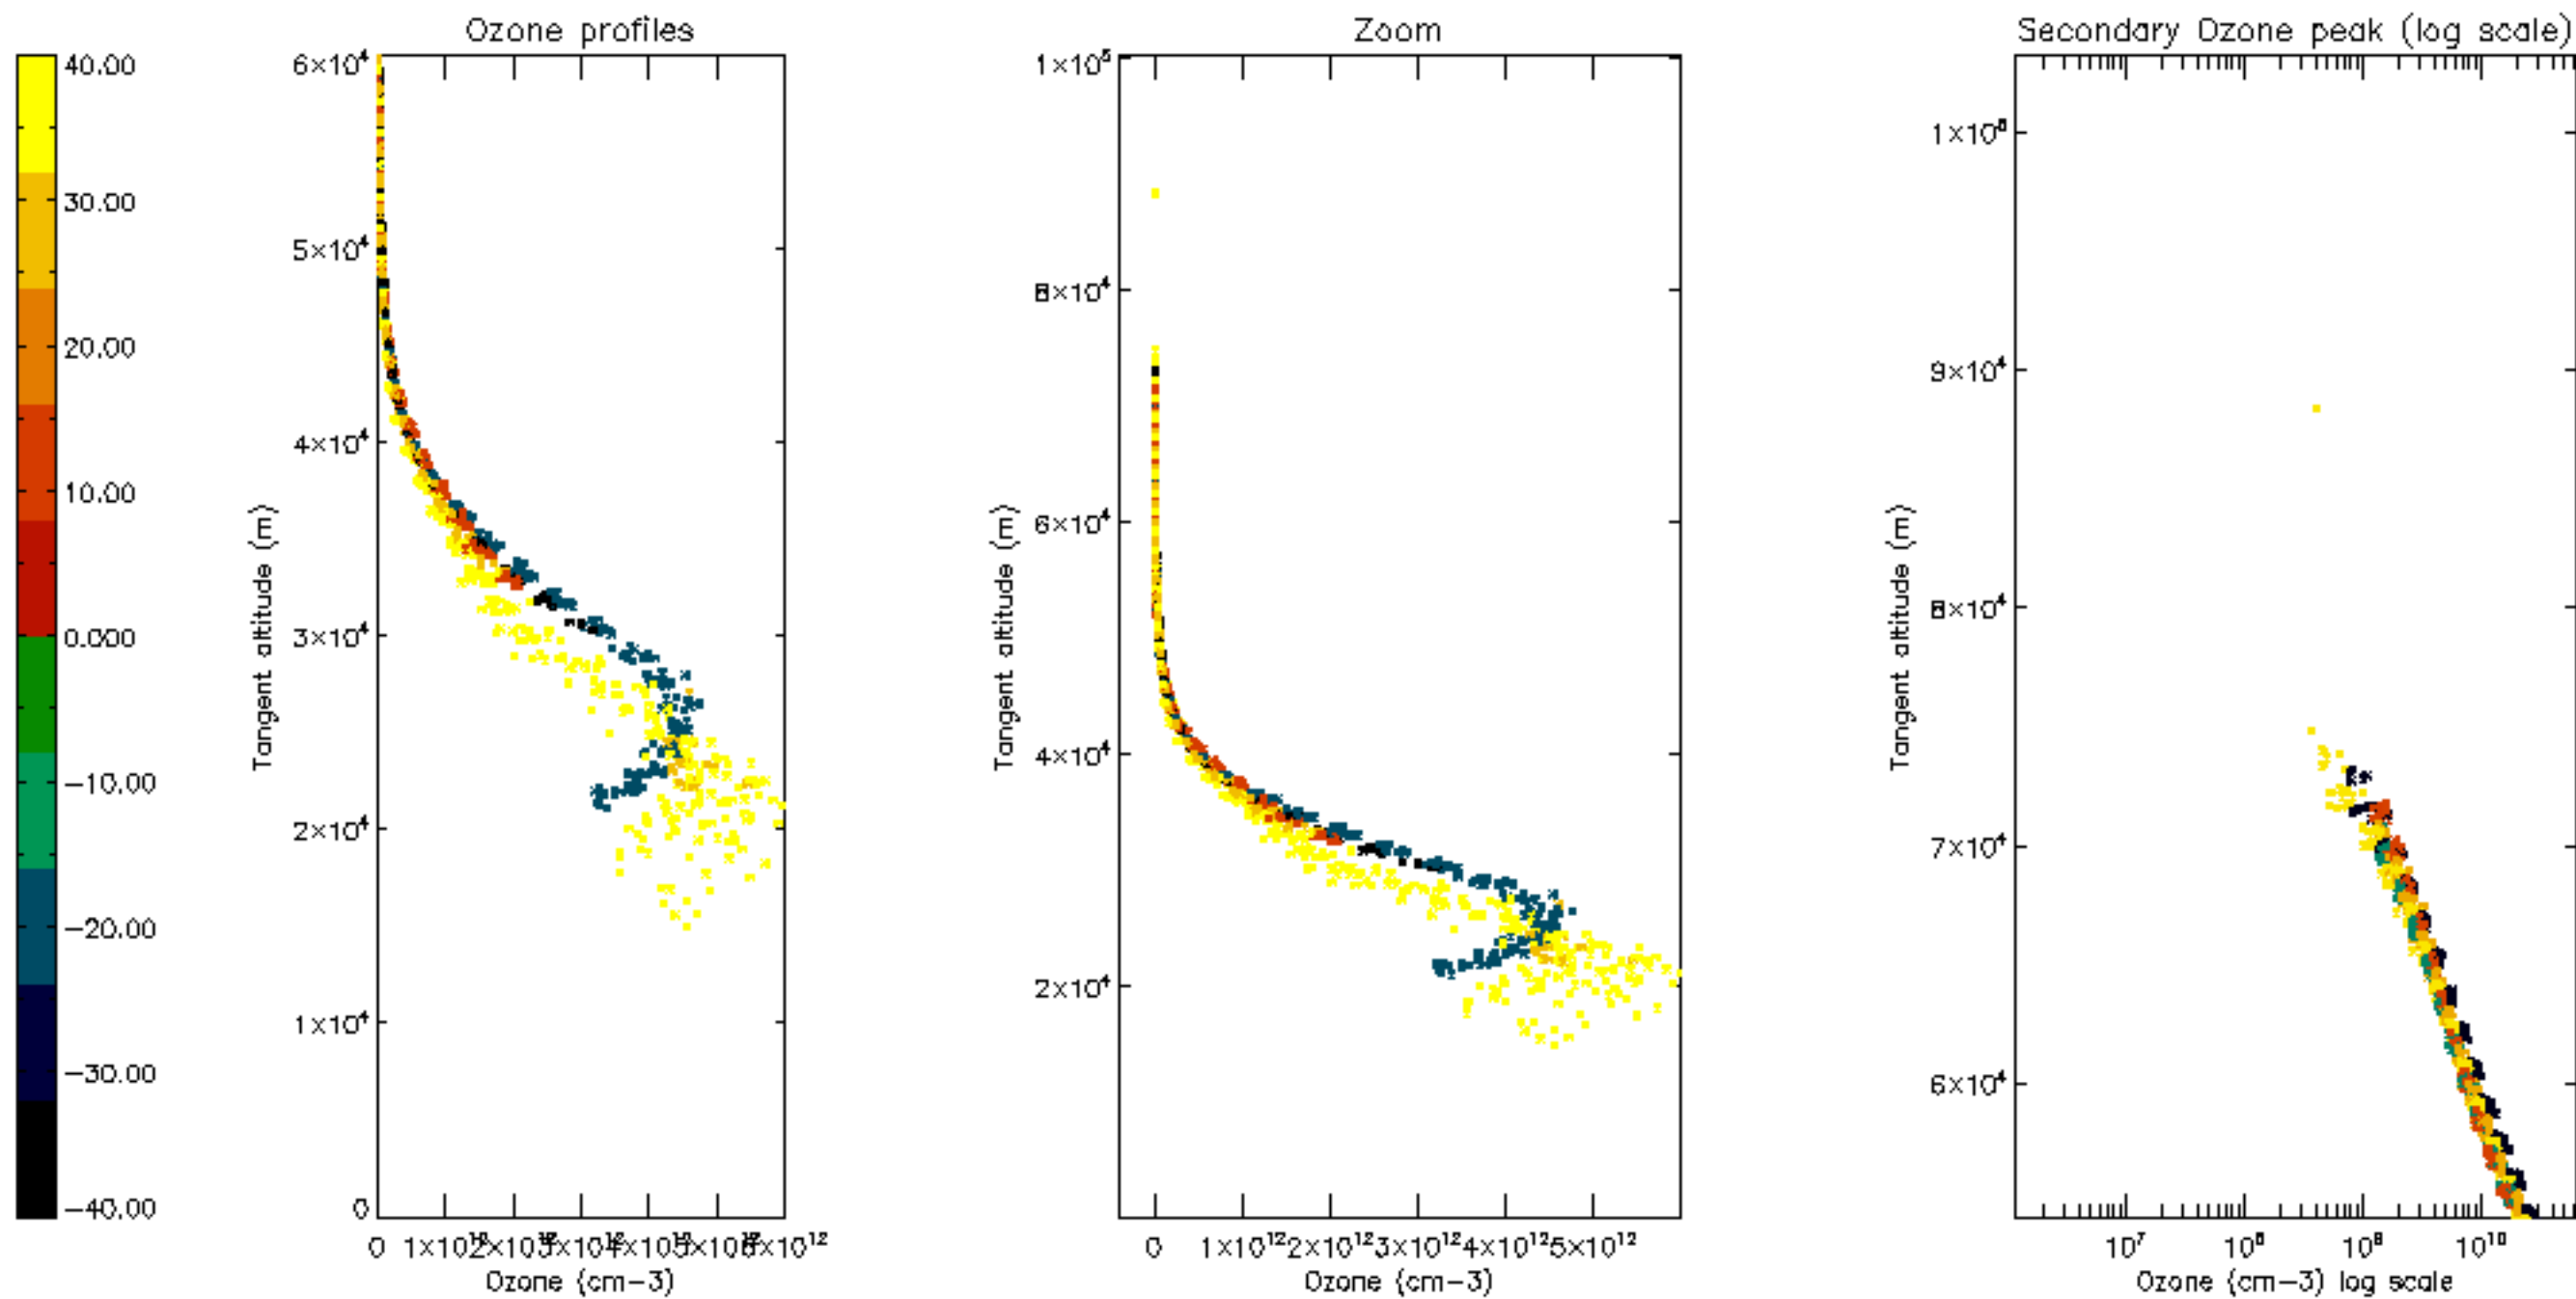 Ozone profiles
Zoom
Secondary Ozone peak (log scale)
40.00
30.00
20.00
10.00
-10.00
-20.00
-30.00
-40.00
6×10⁴
5×10⁴
4×10⁴
3×10⁴
2×10⁴
1×10⁴
0
Tangent altitude (m)
0
Ozone (cm-3)
1×10⁵
8×10⁴
6×10⁴
4×10⁴
2×10⁴
Tangent altitude (m)
0 1×10¹² 2×10¹² 3×10¹² 4×10¹² 5×10¹²
Ozone (cm-3)
9×10⁴
8×10⁴
7×10⁴
6×10⁴
Tangent altitude (m)
10⁷ 10⁸ 10⁹ 10¹⁰
Ozone (cm-3) log scale